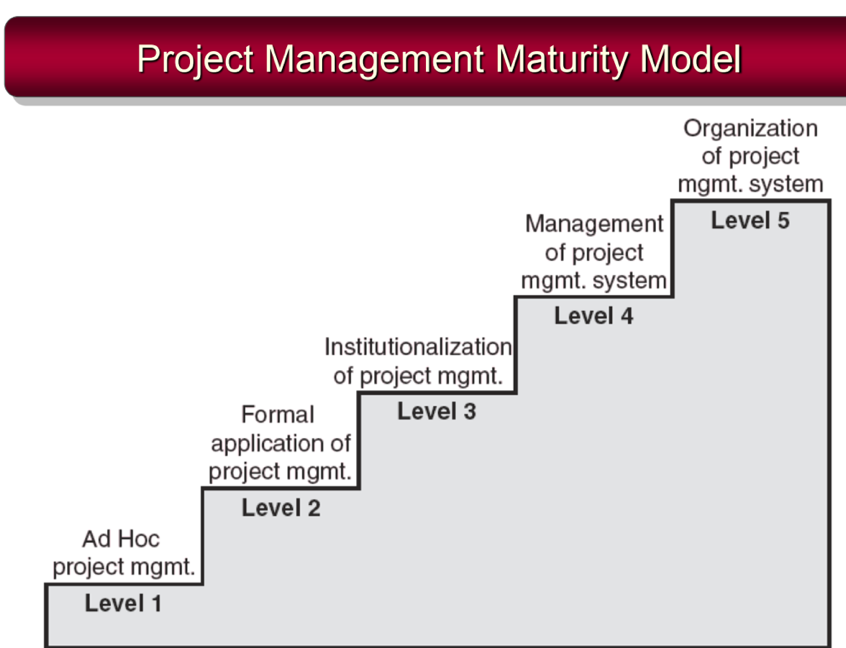 Project Management Maturity Model
Organization
of project
mgmt. system
Level 5
Management
of project
mgmt. system
Level 4
Institutionalization
of project mgmt.
Level 3
Formal
application of
project mgmt.
Level 2
Ad Hoc
project mgmt.
Level 1